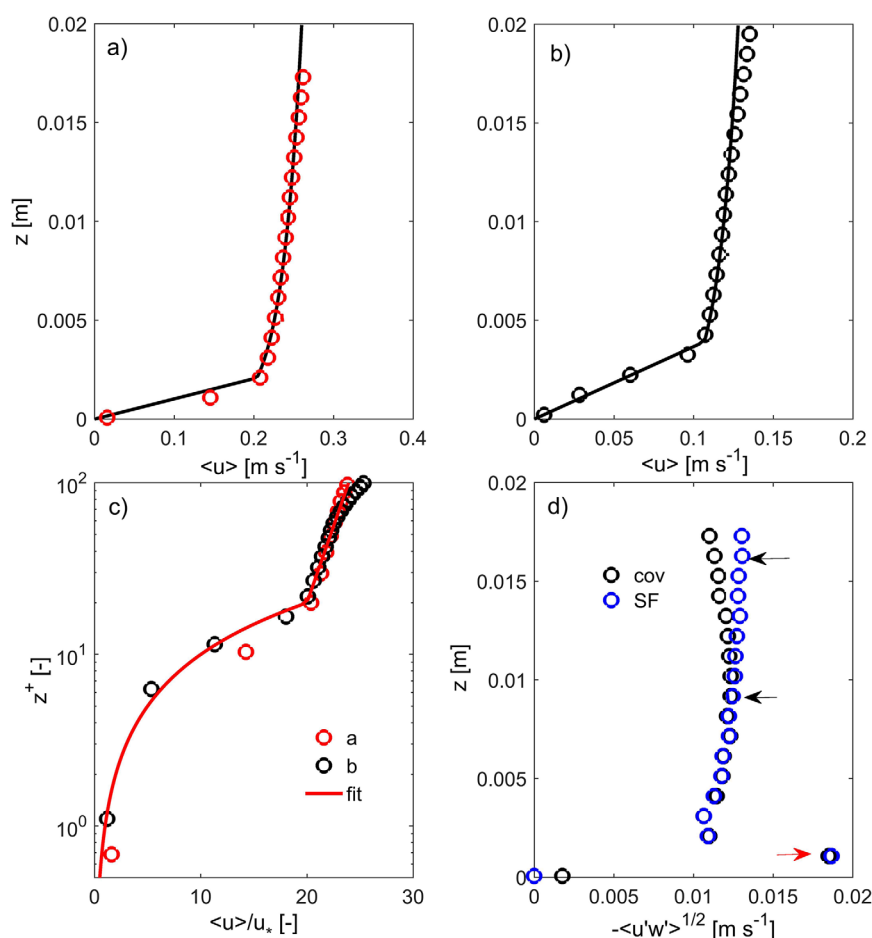 a)
z [m]
0.02
0.015
0.01
0.005
0
0
0.1
0.2
0.3
0.4
<u> [m s⁻¹]
b)
0.02
0.015
0.01
0.005
0
0
0.05
0.1
0.15
0.2
<u> [m s⁻¹]
c)
z⁺ [-]
10²
10¹
10⁰
a
b
fit
0
10
20
30
<u>/u* [-]
d)
z [m]
0.02
0.015
0.01
0.005
0
cov
SF
0
0.005
0.01
0.015
0.02
-<u'w'>¹ᐟ² [m s⁻¹]